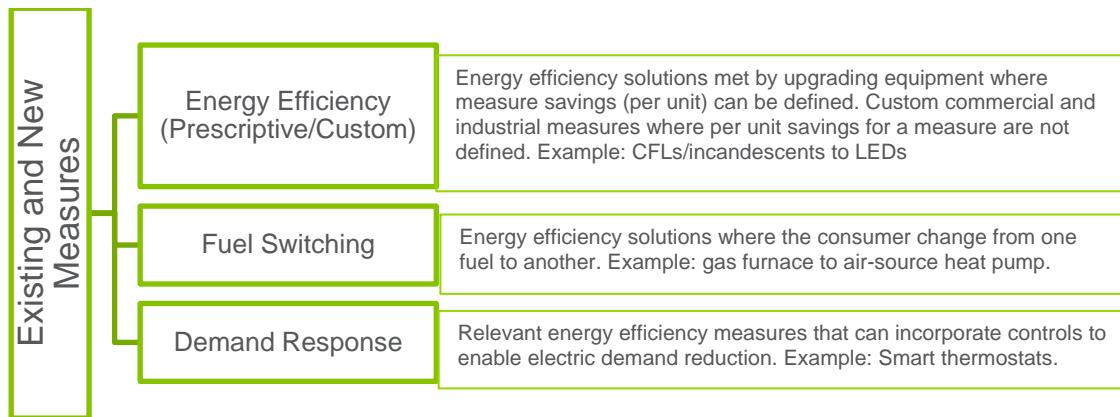 Existing and New
Measures
Energy Efficiency
(Prescriptive/Custom)
Energy efficiency solutions met by upgrading equipment where
measure savings (per unit) can be defined. Custom commercial and
industrial measures where per unit savings for a measure are not
defined. Example: CFLs/incandescents to LEDs
Fuel Switching
Energy efficiency solutions where the consumer change from one
fuel to another. Example: gas furnace to air-source heat pump.
Demand Response
Relevant energy efficiency measures that can incorporate controls to
enable electric demand reduction. Example: Smart thermostats.